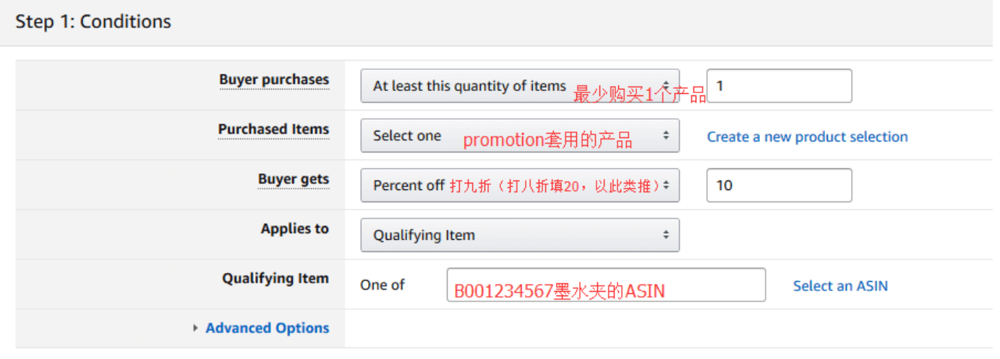 Step 1: Conditions
Buyer purchases At least this quantity of items 最少购买1个产品 1
Purchased Items Select one promotion套用的产品 Create a new product selection
Buyer gets Percent off 打九折（打八折填20，以此类推） 10
Applies to Qualifying Item
Qualifying Item One of B001234567墨水夹的ASIN Select an ASIN
Advanced Options